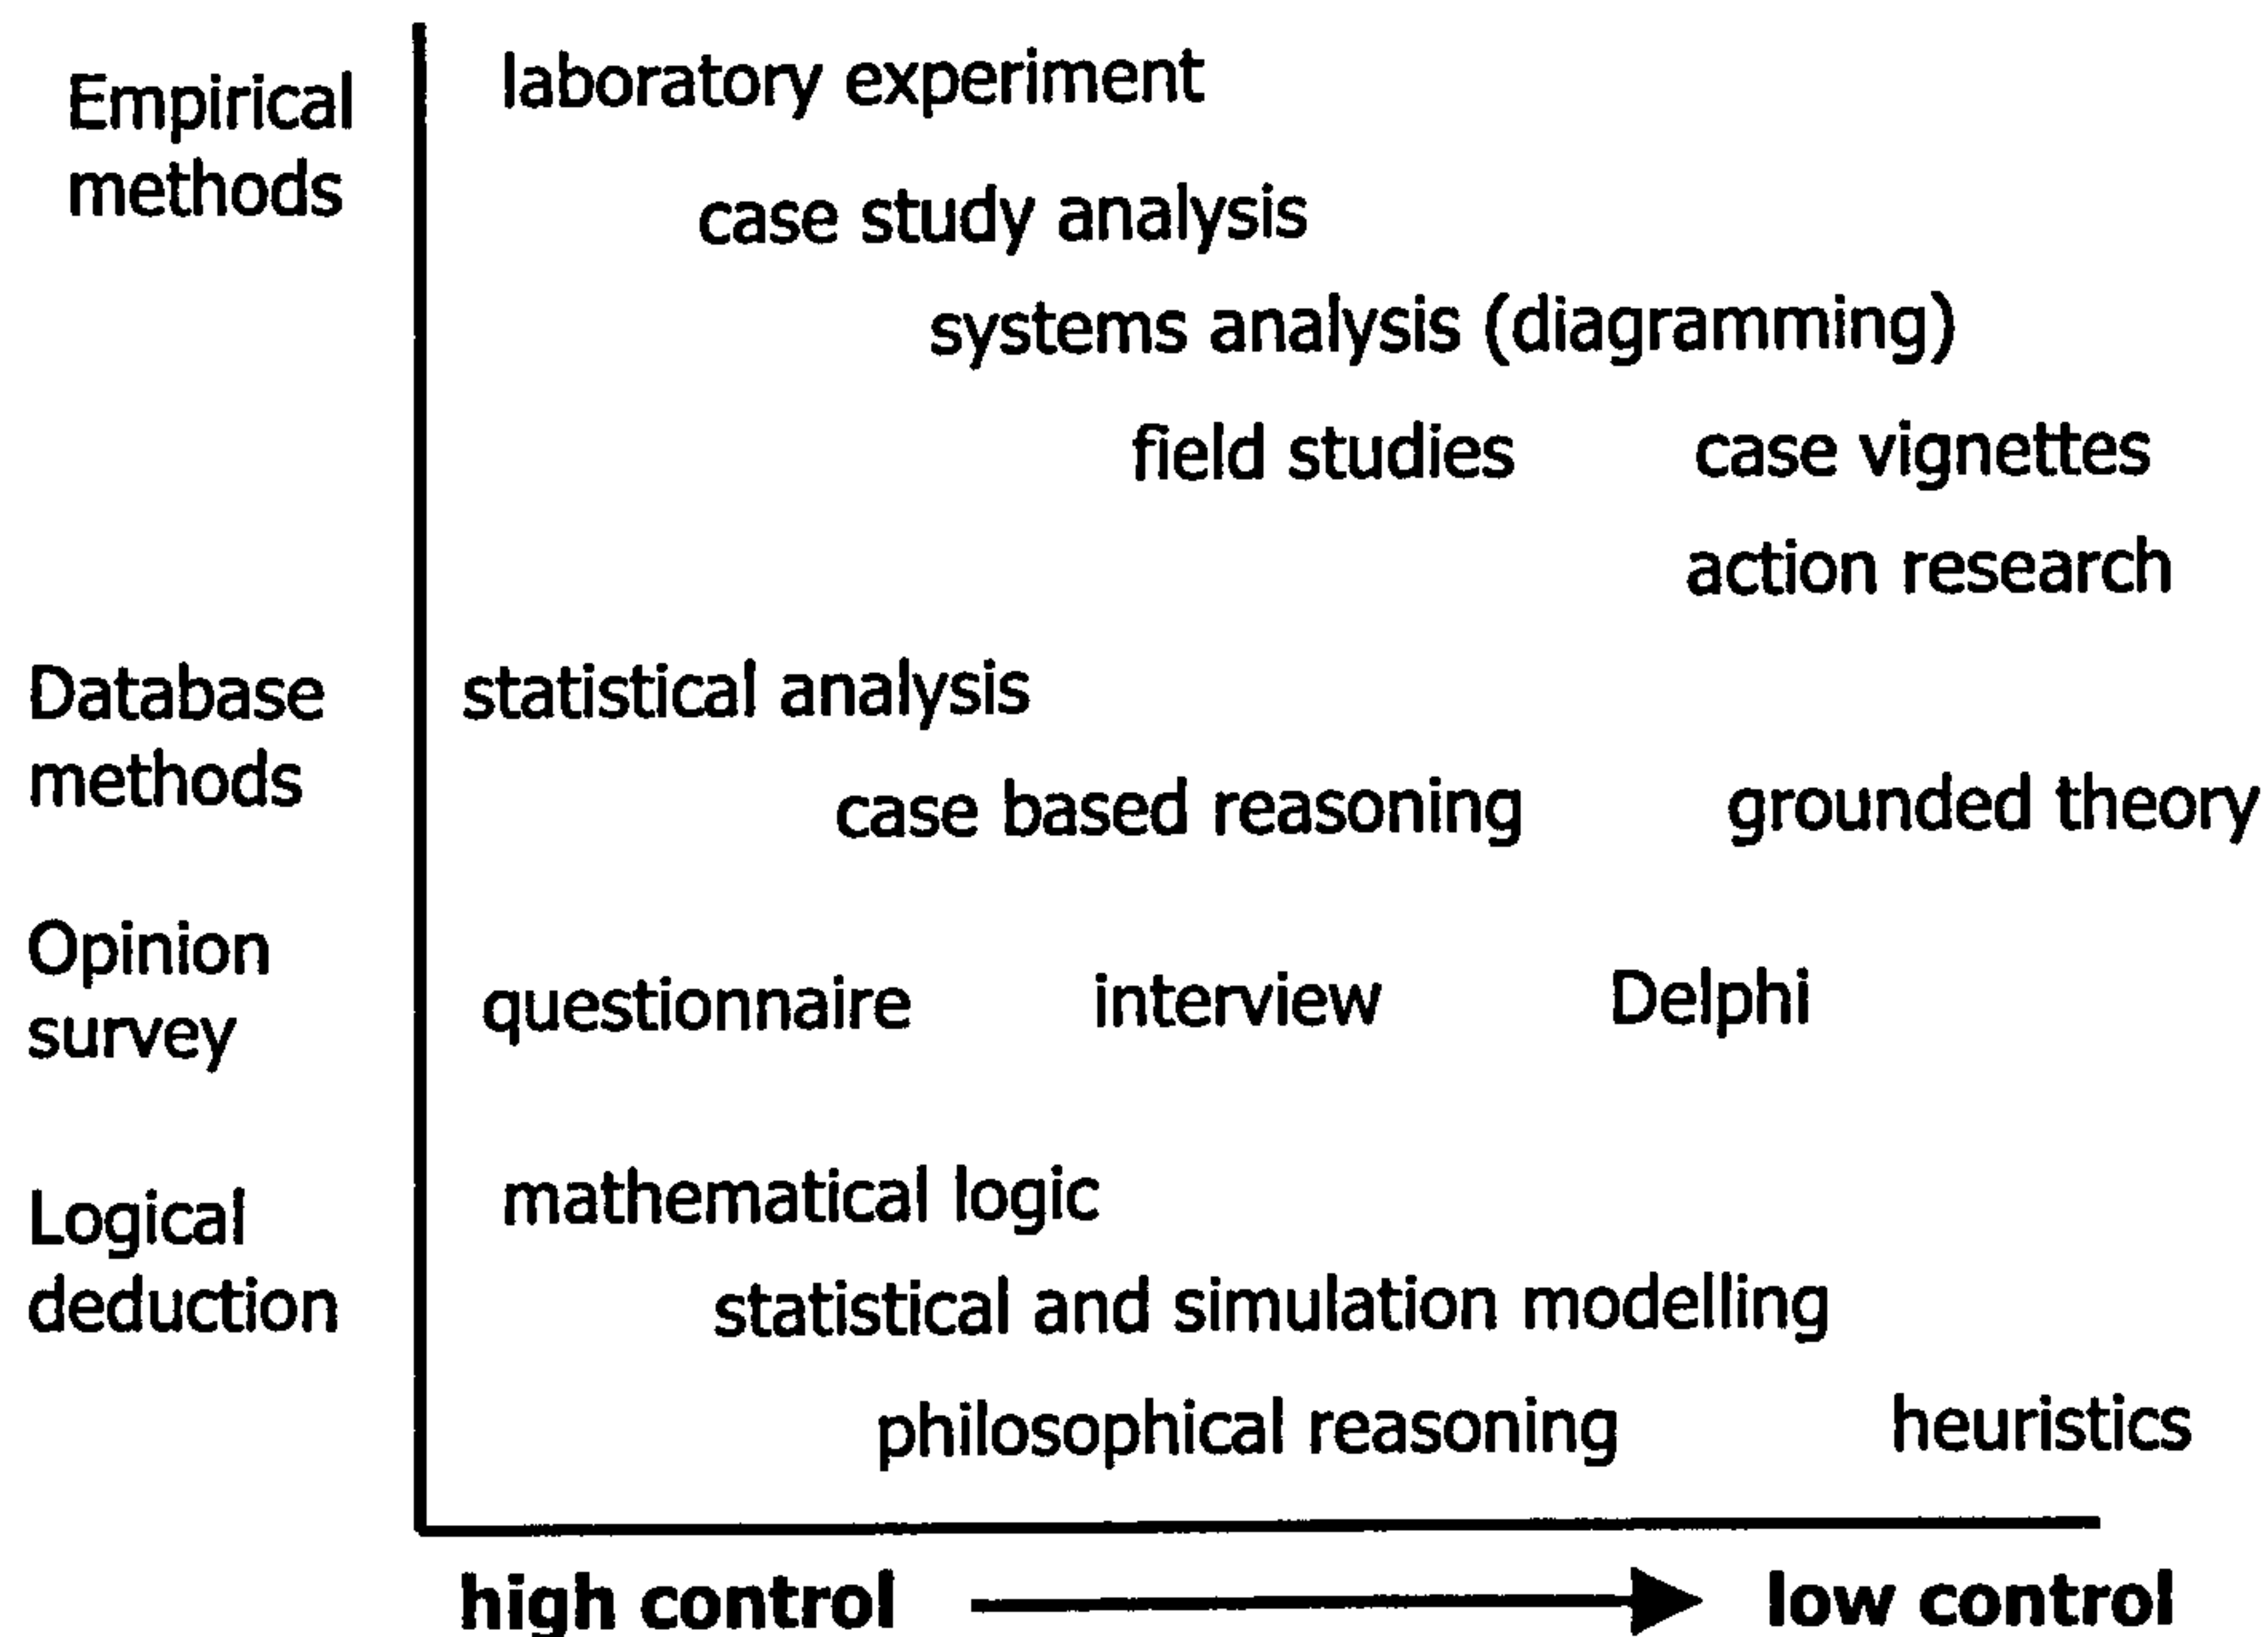 Empirical
methods
laboratory experiment
case study analysis
systems analysis (diagramming)
field studies
case vignettes
action research
Database
methods
statistical analysis
case based reasoning
grounded theory
Opinion
survey
questionnaire
interview
Delphi
Logical
deduction
mathematical logic
statistical and simulation modelling
philosophical reasoning
heuristics
high control
low control